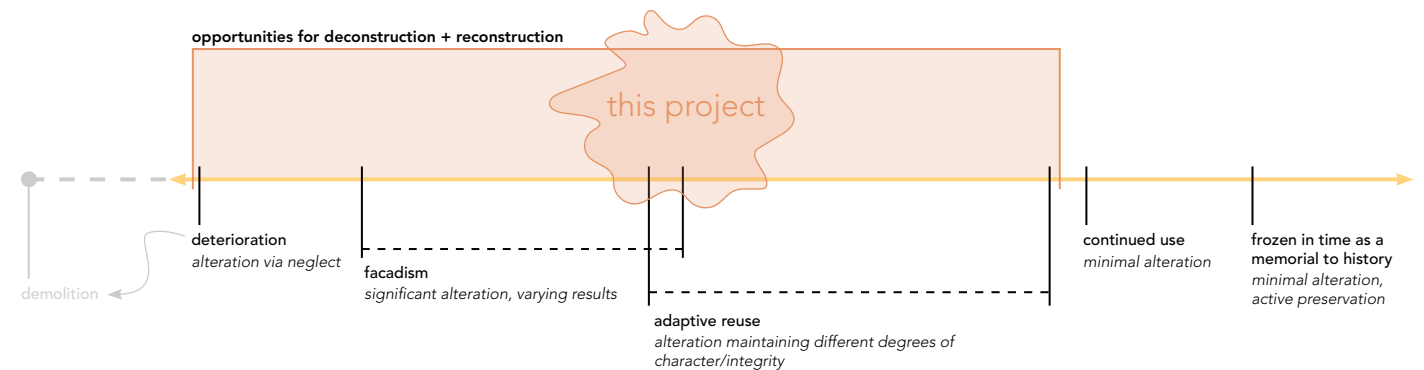 opportunities for deconstruction + reconstruction
this project
demolition
deterioration
alteration via neglect
facadism
significant alteration, varying results
adaptive reuse
alteration maintaining different degrees of
character/integrity
continued use
minimal alteration
frozen in time as a
memorial to history
minimal alteration,
active preservation